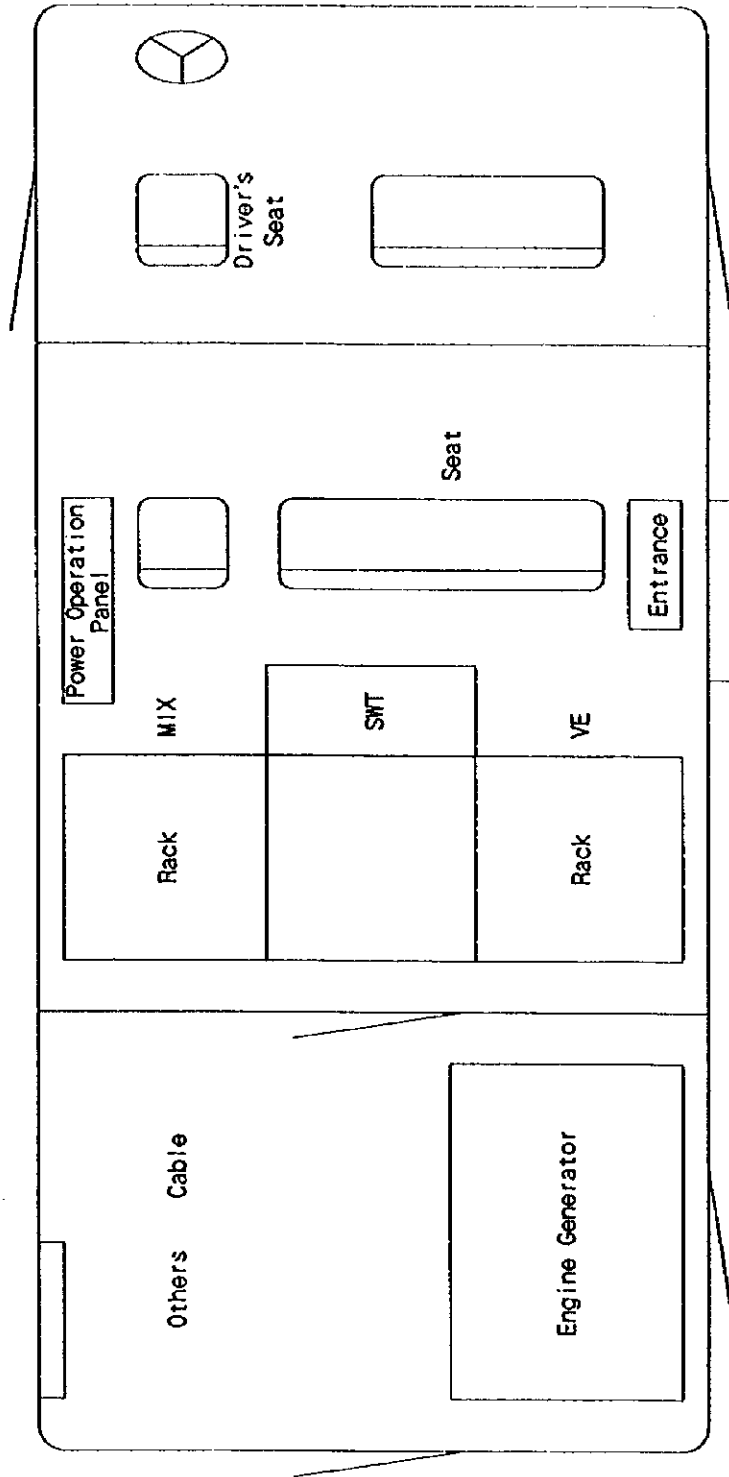 Driver's
Seat
Seat
Power Operation
Panel
Entrance
MIX
SWT
VE
Rack
Rack
Others Cable
Engine Generator